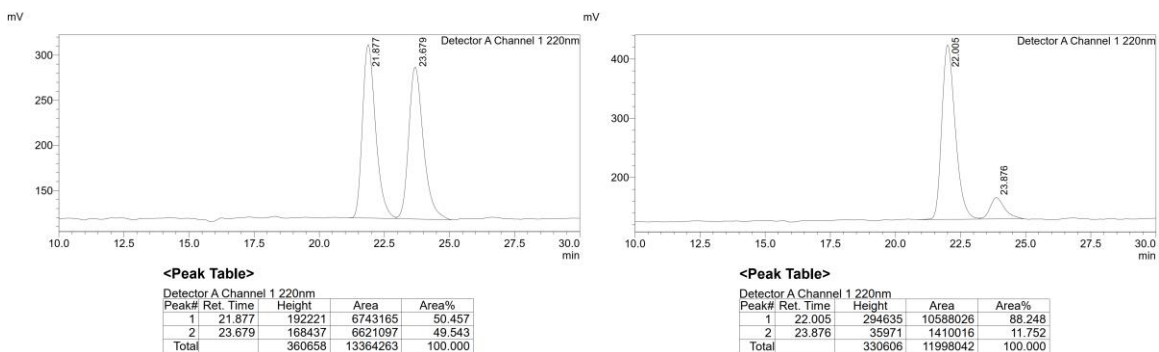 mV
Detector A Channel 1 220nm
21.877
23.679
300
250
200
150
10.0 12.5 15.0 17.5 20.0 22.5 25.0 27.5 30.0
min
<Peak Table>
Detector A Channel 1 220nm
Peak# Ret. Time Height Area Area%
1 21.877 192221 6743165 50.457
2 23.679 168437 6621097 49.543
Total 360658 13364263 100.000
mV
Detector A Channel 1 220nm
22.005
23.876
400
300
200
10.0 12.5 15.0 17.5 20.0 22.5 25.0 27.5 30.0
min
<Peak Table>
Detector A Channel 1 220nm
Peak# Ret. Time Height Area Area%
1 22.005 294635 10588026 88.248
2 23.876 35971 1410016 11.752
Total 330606 11998042 100.000